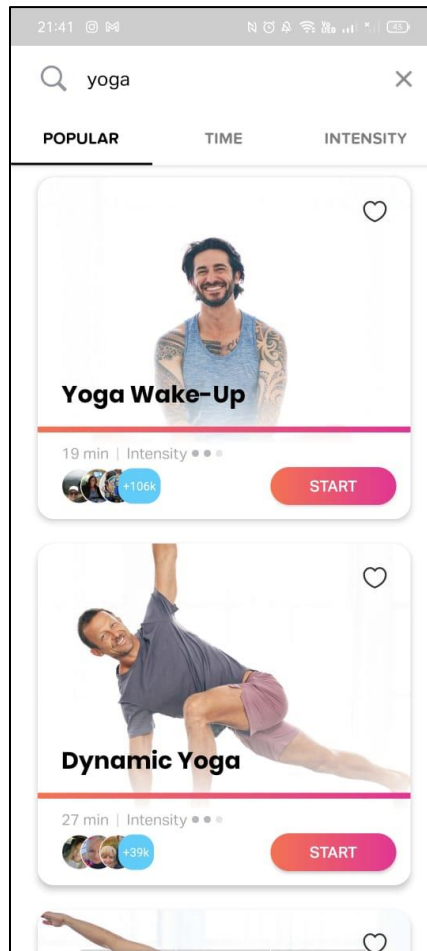 21:41
45
yoga
POPULAR TIME INTENSITY
Yoga Wake-Up
19 min | Intensity
+106k
START
Dynamic Yoga
27 min | Intensity
+39k
START